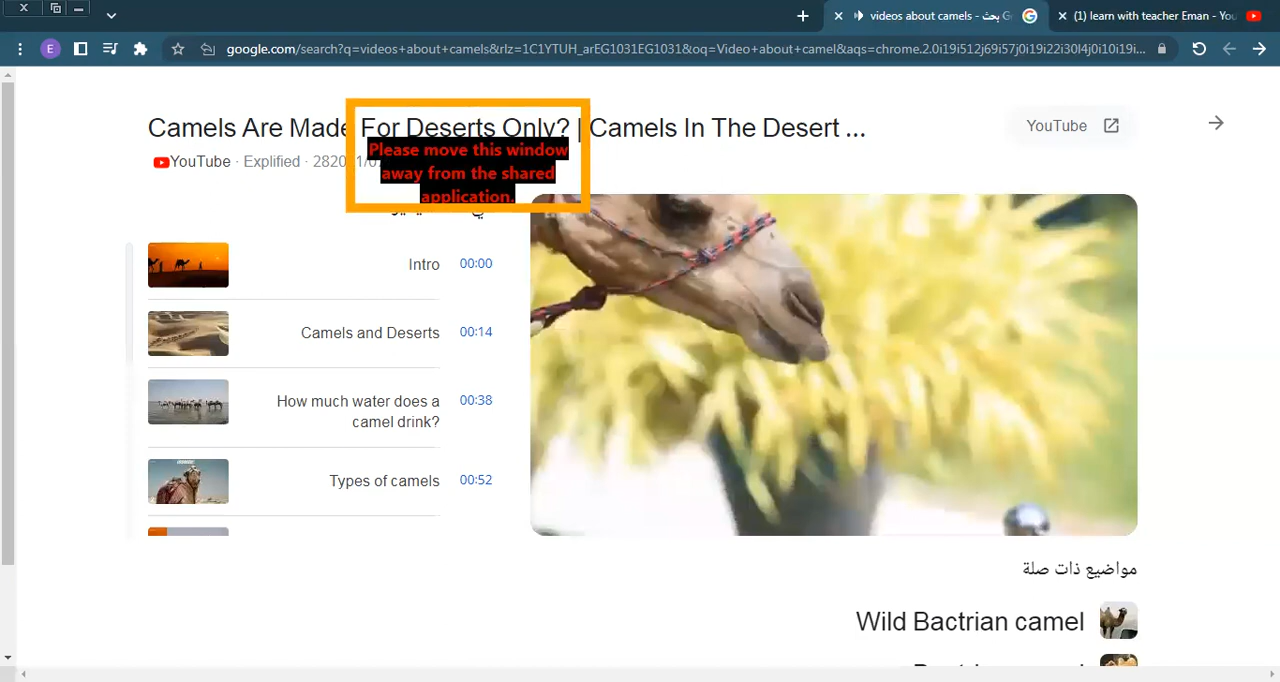 videos about camels - بحث G
(1) learn with teacher Eman - You
E
google.com/search?q=videos+about+camels&rlz=1C1YTUH_arEG1031EG1031&oq=Video+about+camel&aqs=chrome.2.0i19i512j69i57j0i19i22i30l4j0i10i19i...
Camels Are Made For Deserts Only? | Camels In The Desert ...
YouTube
YouTube · Explified
Please move this window
away from the shared
application.
Intro 00:00
Camels and Deserts 00:14
How much water does a 00:38
camel drink?
Types of camels 00:52
مواضيع ذات صلة
Wild Bactrian camel